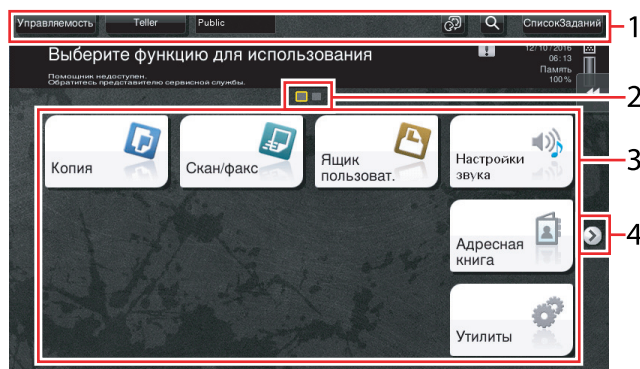 Управляемость Teller Public СписокЗаданий 1
Выберите функцию для использования 12/10/2016
06:13
Помощник недоступен. Память
Обратитесь представителю сервисной службы. 100%
2
Копия Скан/факс Ящик
пользоват. Настройки
звука 3
4
Адресная
книга
Утилиты